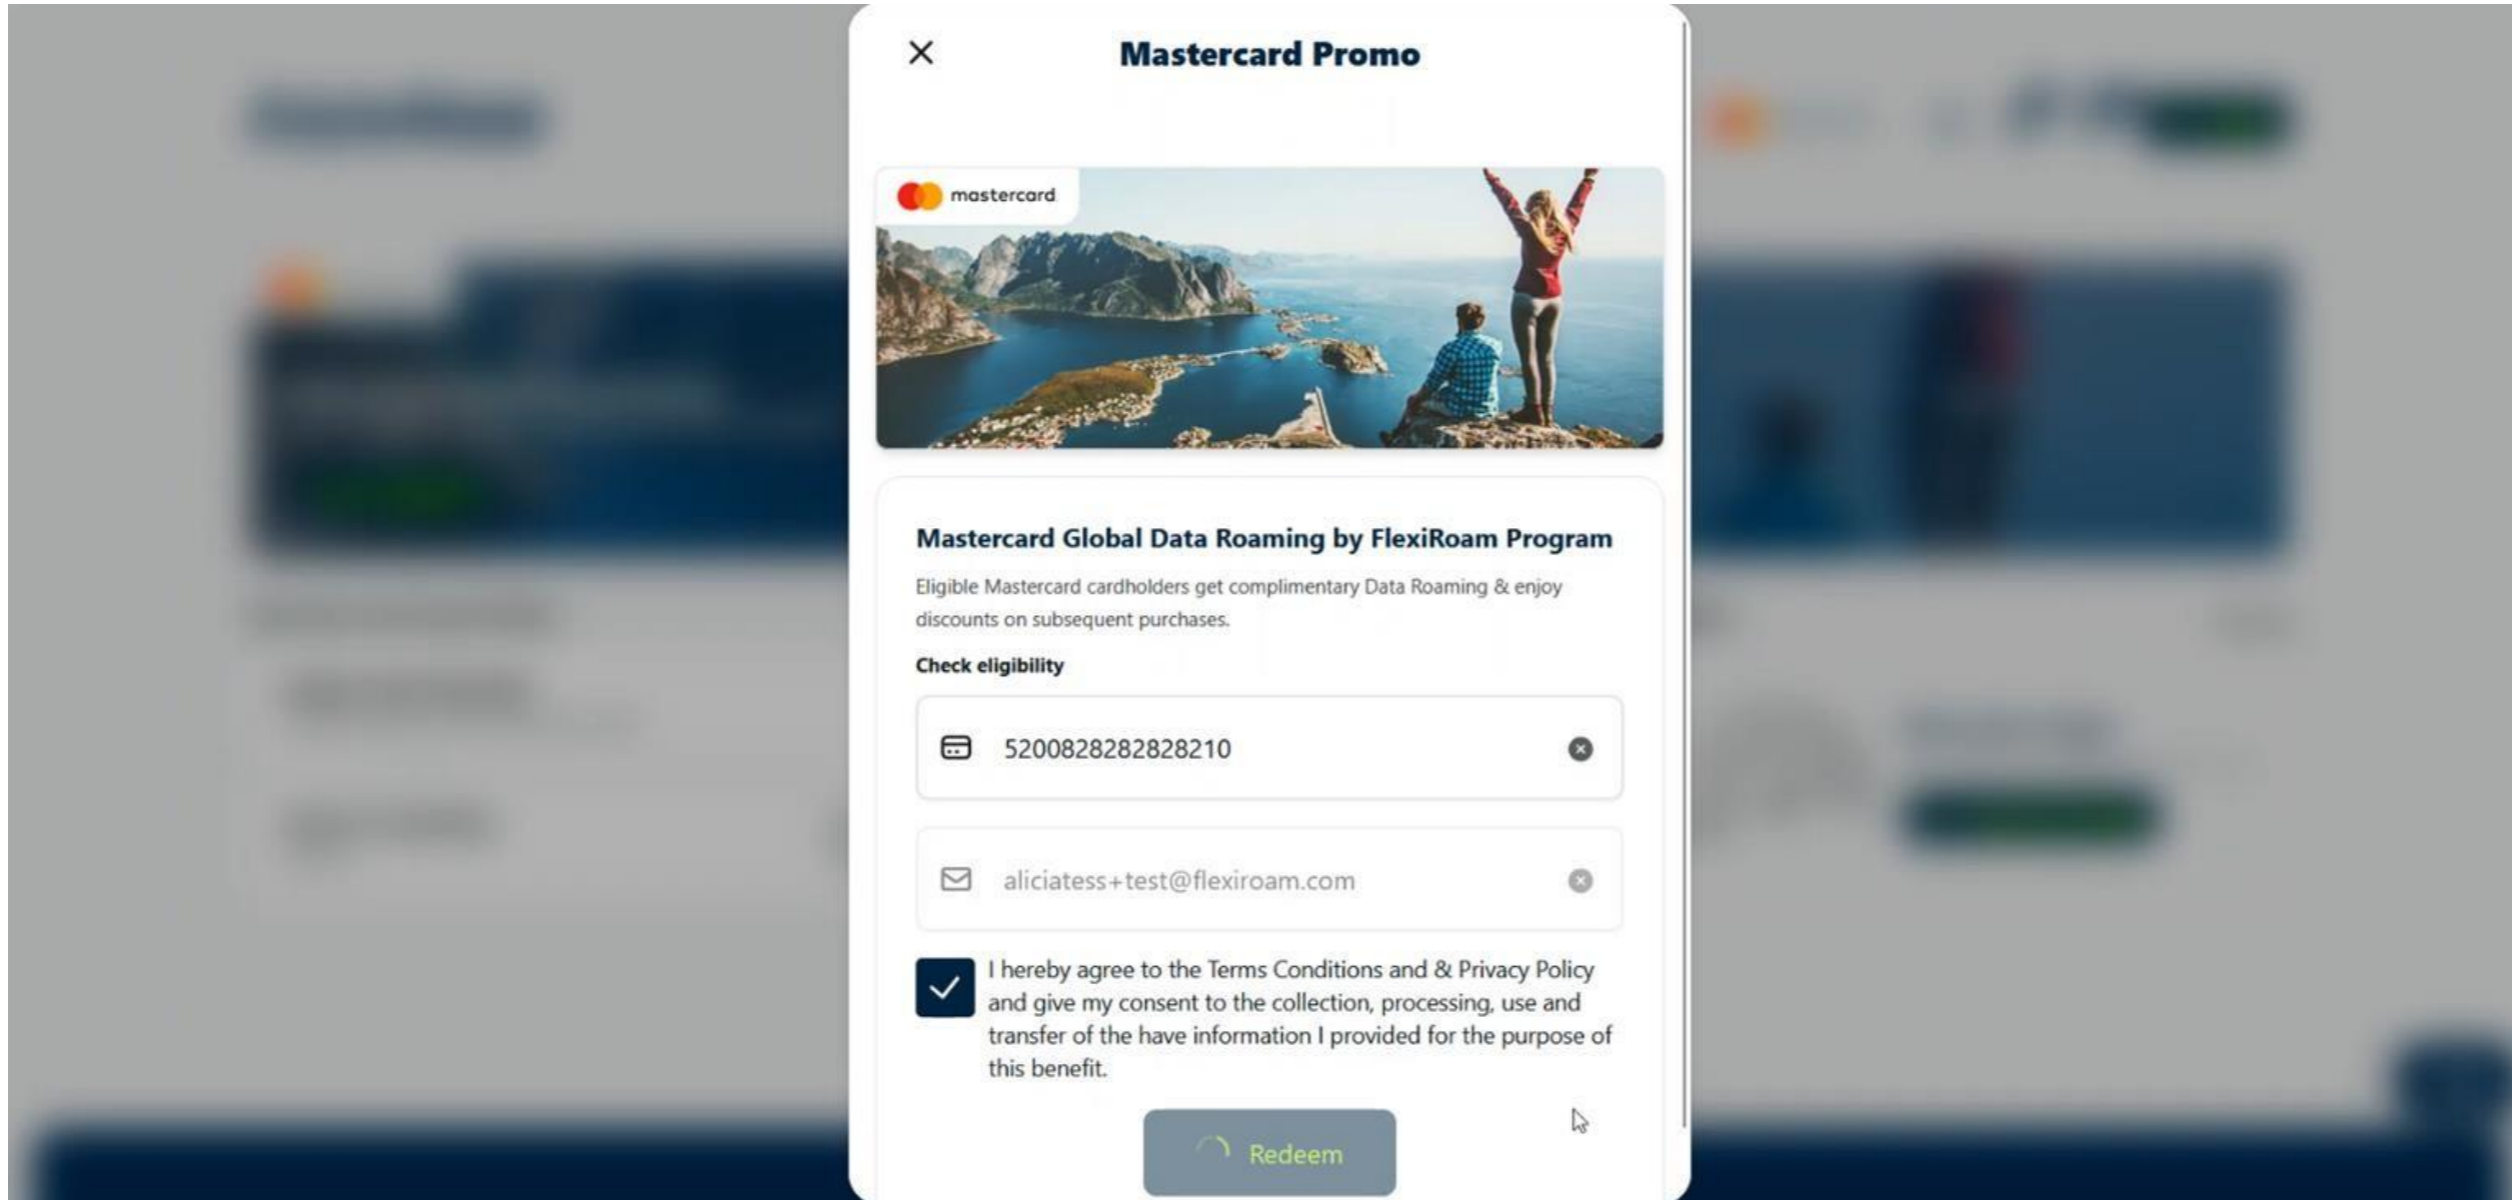 Mastercard Promo
mastercard
Mastercard Global Data Roaming by FlexiRoam Program
Eligible Mastercard cardholders get complimentary Data Roaming & enjoy
discounts on subsequent purchases.
Check eligibility
5200828282828210
aliciatess+test@flexiroam.com
I hereby agree to the Terms Conditions and & Privacy Policy
and give my consent to the collection, processing, use and
transfer of the have information I provided for the purpose of
this benefit.
Redeem